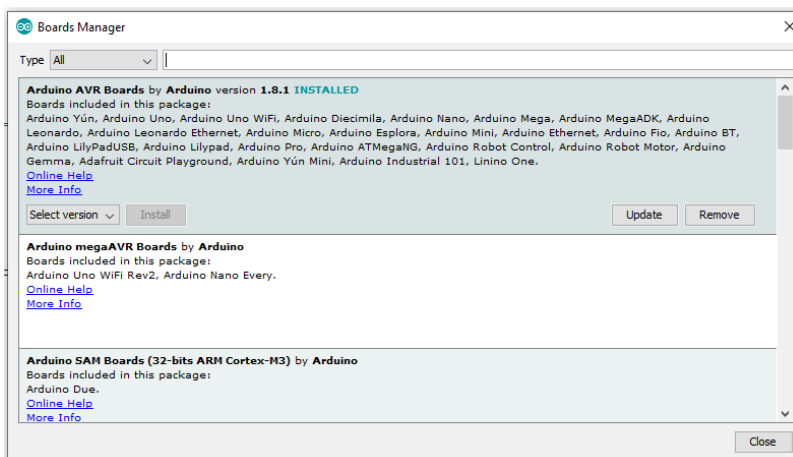 Boards Manager
Type All
Arduino AVR Boards by Arduino version 1.8.1 INSTALLED
Boards included in this package:
Arduino Yún, Arduino Uno, Arduino Uno WiFi, Arduino Diecimila, Arduino Nano, Arduino Mega, Arduino MegaADK, Arduino
Leonardo, Arduino Leonardo Ethernet, Arduino Micro, Arduino Esplora, Arduino Mini, Arduino Ethernet, Arduino Fio, Arduino BT,
Arduino LilyPadUSB, Arduino Lilypad, Arduino Pro, Arduino ATMegaNG, Arduino Robot Control, Arduino Robot Motor, Arduino
Gemma, Adafruit Circuit Playground, Arduino Yún Mini, Arduino Industrial 101, Linino One.
Online Help
More Info
Select version Install Update Remove
Arduino megaAVR Boards by Arduino
Boards included in this package:
Arduino Uno WiFi Rev2, Arduino Nano Every.
Online Help
More Info
Arduino SAM Boards (32-bits ARM Cortex-M3) by Arduino
Boards included in this package:
Arduino Due.
Online Help
More Info
Close